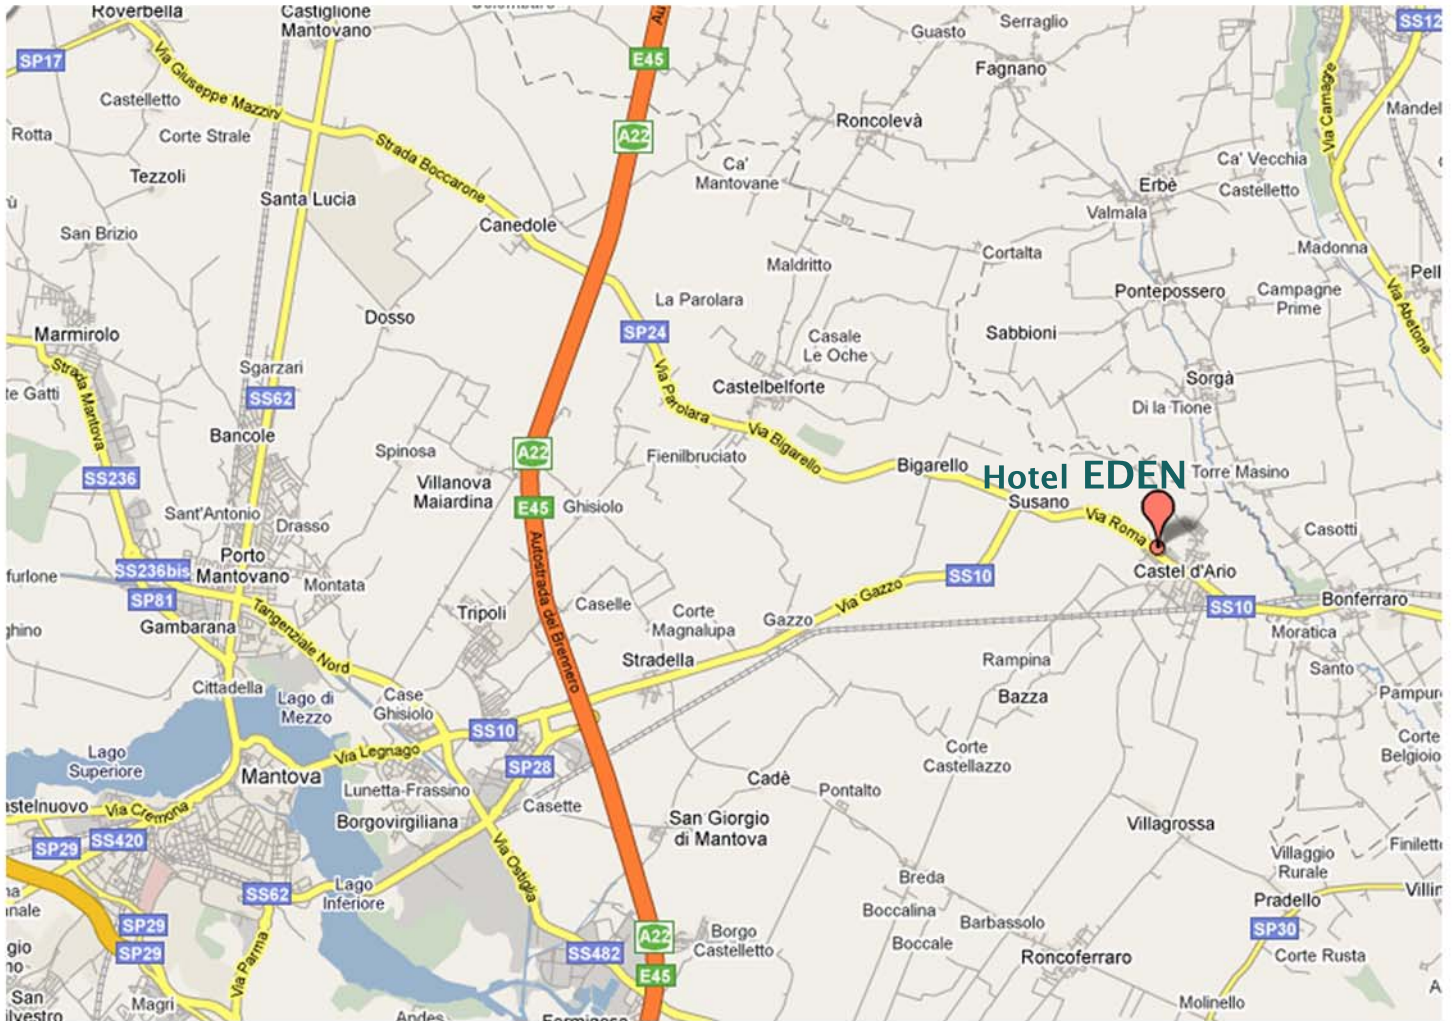 Roverbella
Castiglione
Mantovano
E45
Guasto
Serraglio
SS12
SP17
Via Giuseppe Mazzini
Fagnano
Castelletto
Via Camagre
Mandel
Rotta
Corte Strale
A22
Roncolevà
Strada Boccarone
Ca'
Mantovane
Ca' Vecchia
Castelletto
Tezzoli
Santa Lucia
Erbè
Valmala
San Brizio
Canedole
Cortalta
Madonna
Maldritto
Pell
La Parolara
Pontepossero
Campagne
Prime
Via Abetone
Dosso
SP24
Sabbioni
Casale
Le Oche
Marmirolo
Strada Mantova
Sgarzari
Via Parolara
Castelbelforte
Sorgà
te Gatti
SS62
Di la Tione
Bancole
Spinosa
A22
Fienilbruciato
Via Bigarello
Bigarello
Hotel EDEN
Torre Masino
SS236
Villanova
Maiardina
E45
Ghisiolo
Susano
Via Roma
Sant'Antonio
Drasso
Casotti
Porto
Mantovano
SS236bis
Montata
Autostrada del Brennero
SS10
Castel d'Ario
furlone
SP81
Tangenziale Nord
Tripoli
Caselle
Corte
Magnalupa
Via Gazzo
Gazzo
SS10
Bonferraro
Gambarana
Moratica
ghino
Stradella
Rampina
Santo
Cittadella
Lago di
Mezzo
Case
Ghisiolo
Bazza
Pampur
SS10
Corte
Belgioio
Lago
Superiore
Via Legnago
SP28
Corte
Castellazzo
Mantova
Lunetta-Frassino
Cadè
Pontalto
astelnuovo
Via Cremona
Casette
Borgovirgiliana
San Giorgio
di Mantova
Villagrossa
SP29
SS420
Via Ostiglia
Finilett
Villaggio
Rurale
SS62
Lago
Inferiore
Breda
Villin
Pradello
nale
SP29
Boccalina
Barbassolo
SP30
A22
Borgo
Castelletto
Boccale
SP29
Via Parma
SS482
Roncoferraro
Corte Rusta
E45
San
lvestro
Magri
Molinello